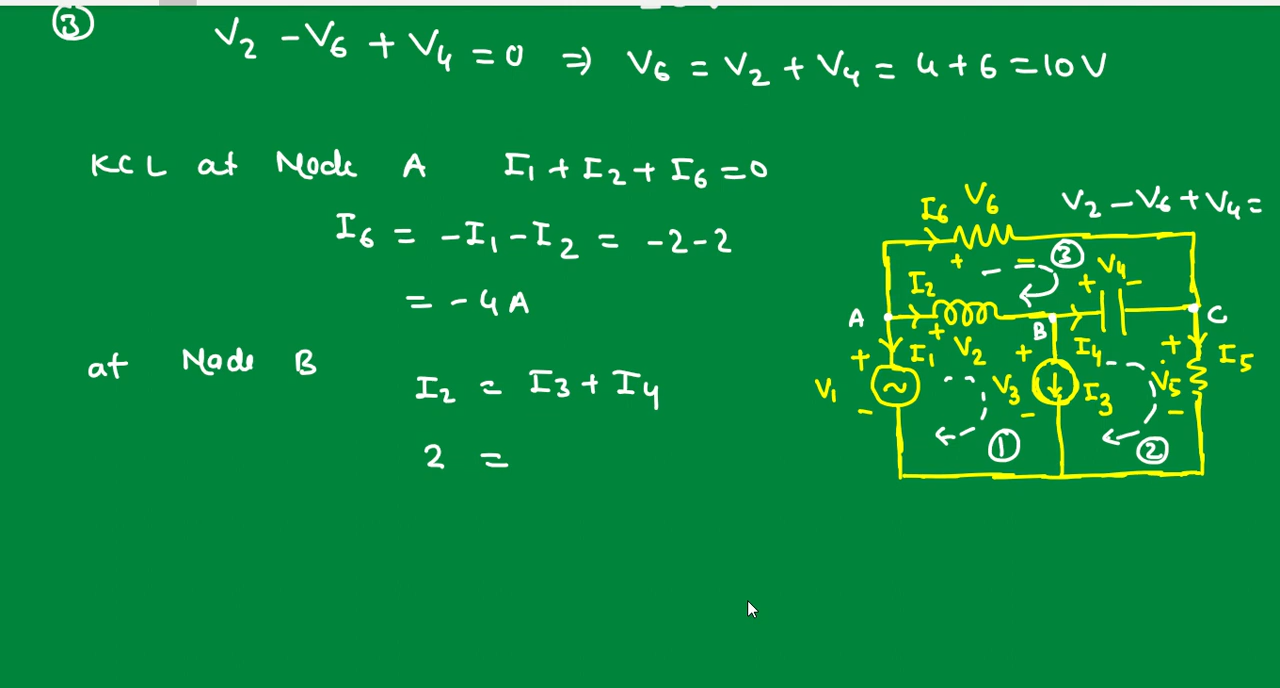 ③ V₂ - V₆ + V₄ = 0 ⇒ V₆ = V₂ + V₄ = 4 + 6 = 10 V
KCL at Node A I₁ + I₂ + I₆ = 0
I₆ = -I₁ - I₂ = -2 - 2
= -4 A
at Node B
I₂ = I₃ + I₄
2 =
V₂ - V₆ + V₄ =
I₆ V₆
+ - ③ V₄
+ -
I₂
A B C
+ I₁ + V₂ + I₄ + I₅
V₁ ~ V₃ I₃ V₅
- - -
① ②